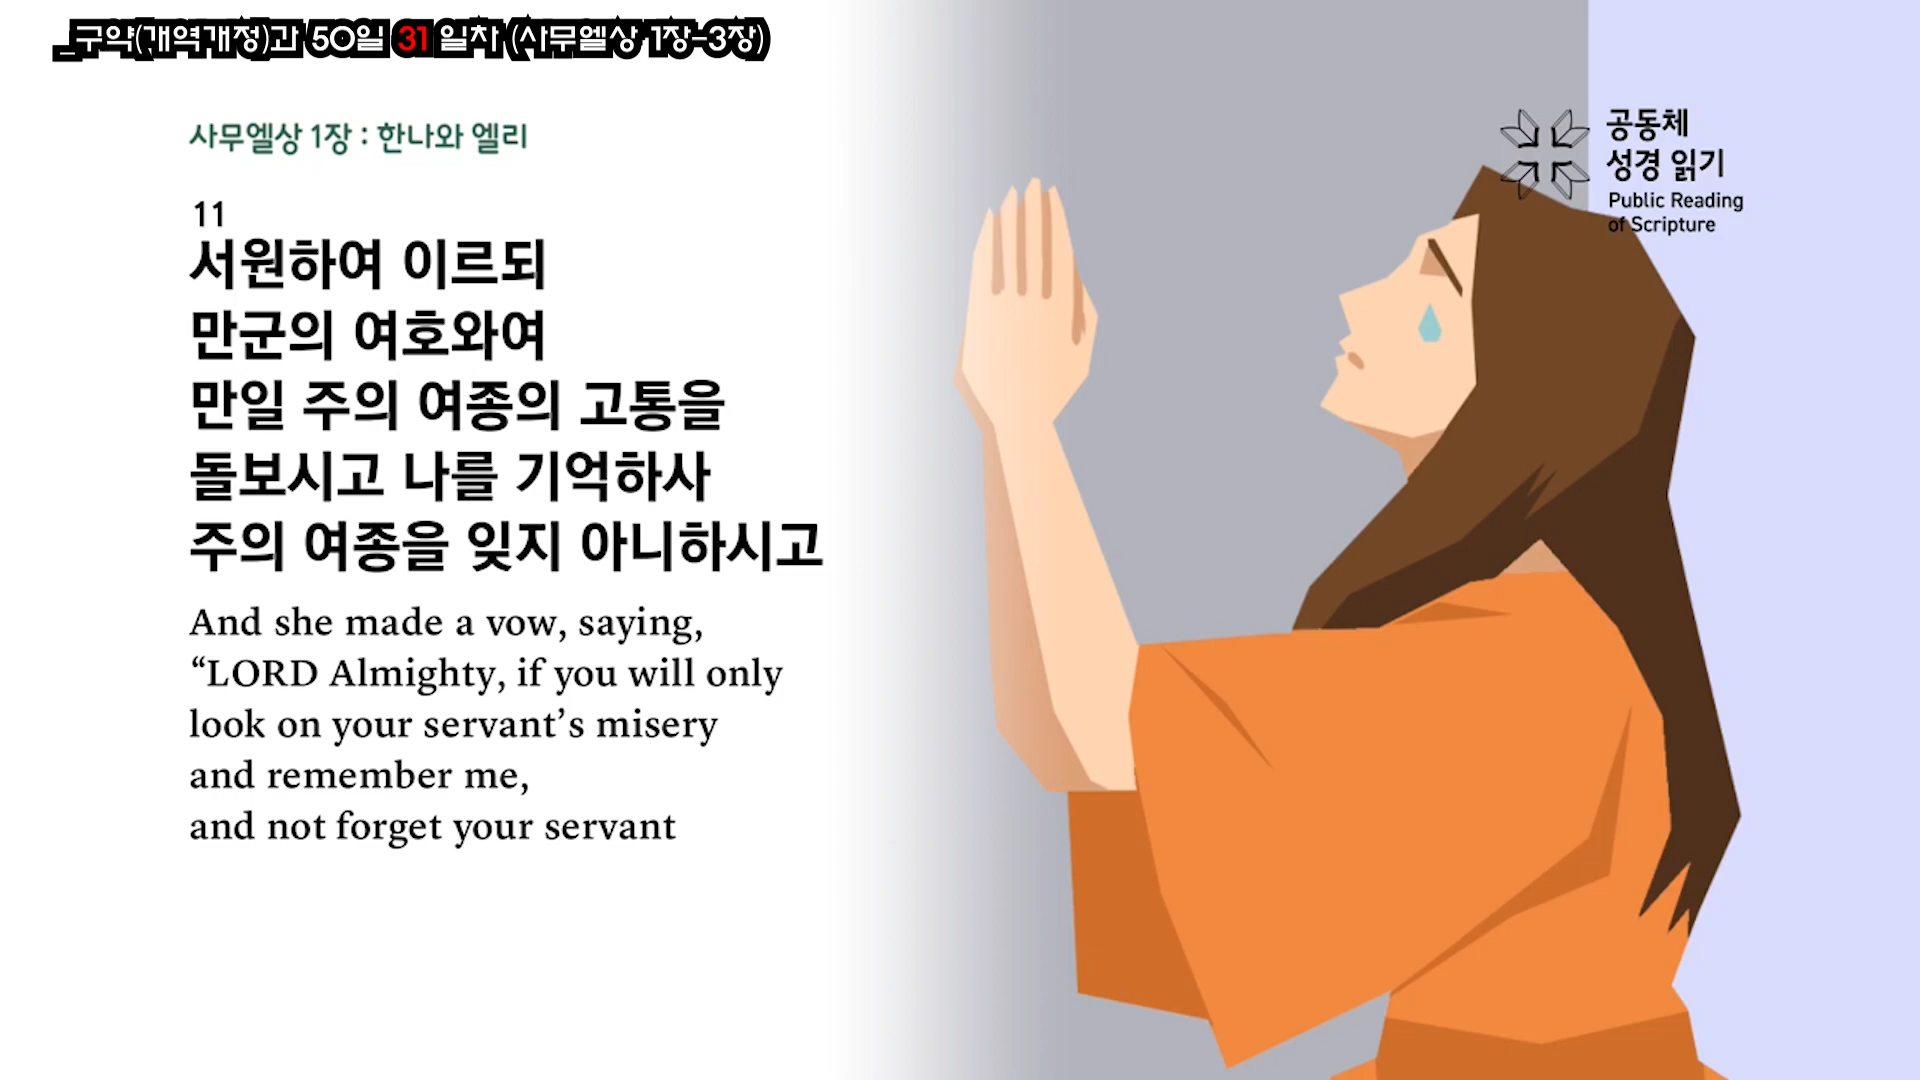 _구약(개역개정)과 50일 31 일차 (사무엘상 1장-3장)
사무엘상 1장 : 한나와 엘리
공동체
성경 읽기
Public Reading
of Scripture
11
서원하여 이르되
만군의 여호와여
만일 주의 여종의 고통을
돌보시고 나를 기억하사
주의 여종을 잊지 아니하시고
And she made a vow, saying,
“LORD Almighty, if you will only
look on your servant’s misery
and remember me,
and not forget your servant